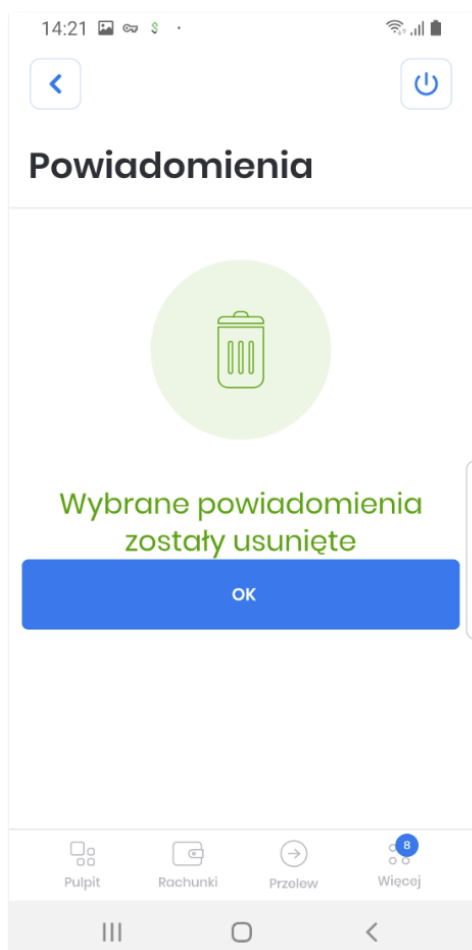 14:21
Powiadomienia
Wybrane powiadomienia
zostały usunięte
OK
8
Pulpit
Rachunki
Przelew
Więcej